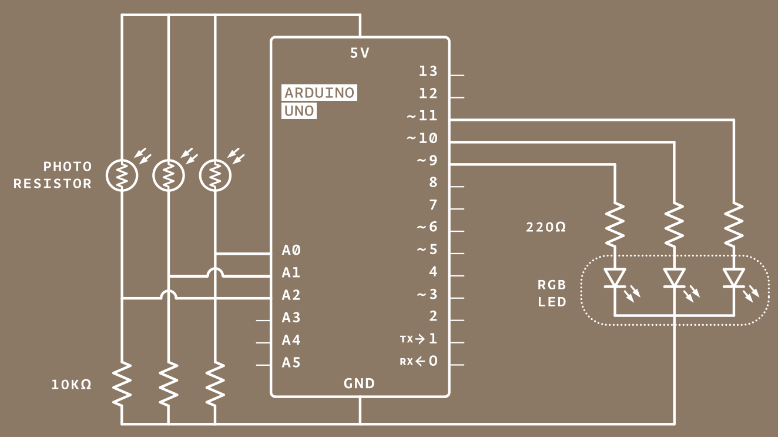 5V
ARDUINO
UNO
13
12
~11
~10
~9
8
7
~6
~5
4
~3
2
TX→1
RX←0
A0
A1
A2
A3
A4
A5
GND
PHOTO
RESISTOR
10KΩ
220Ω
RGB
LED